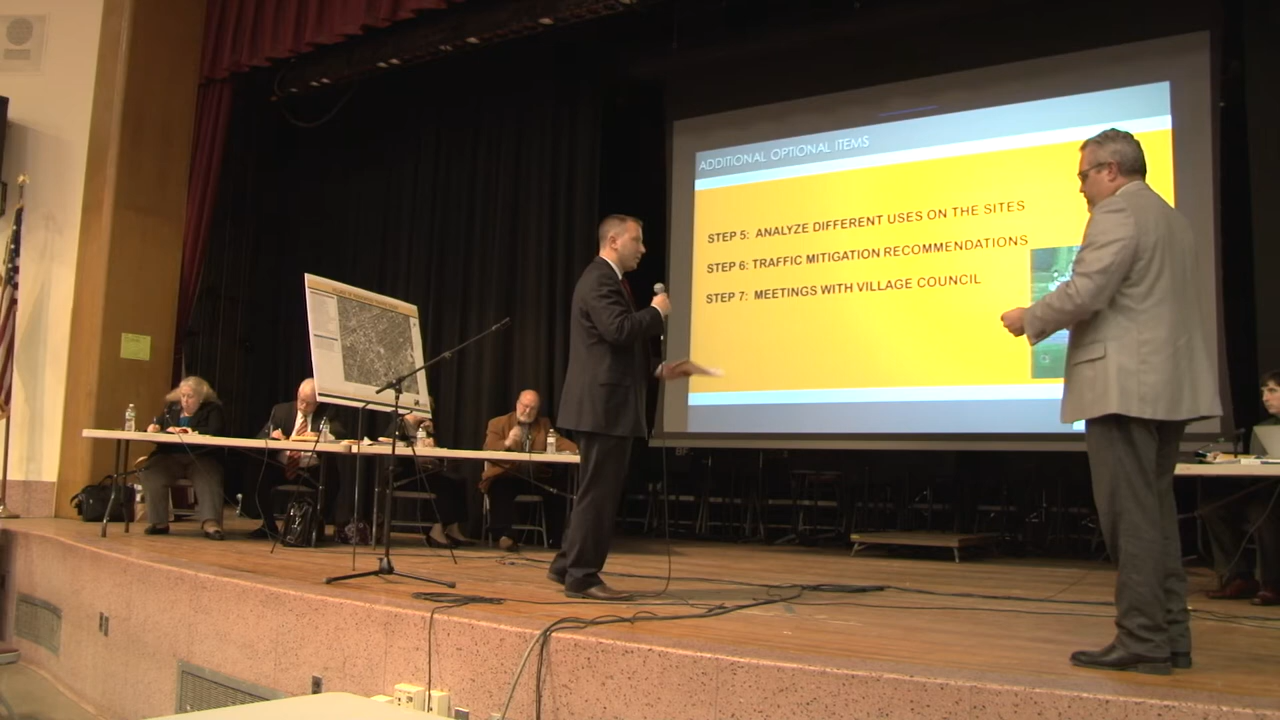 ADDITIONAL OPTIONAL ITEMS
STEP 5: ANALYZE DIFFERENT USES ON THE SITES
STEP 6: TRAFFIC MITIGATION RECOMMENDATIONS
STEP 7: MEETINGS WITH VILLAGE COUNCIL